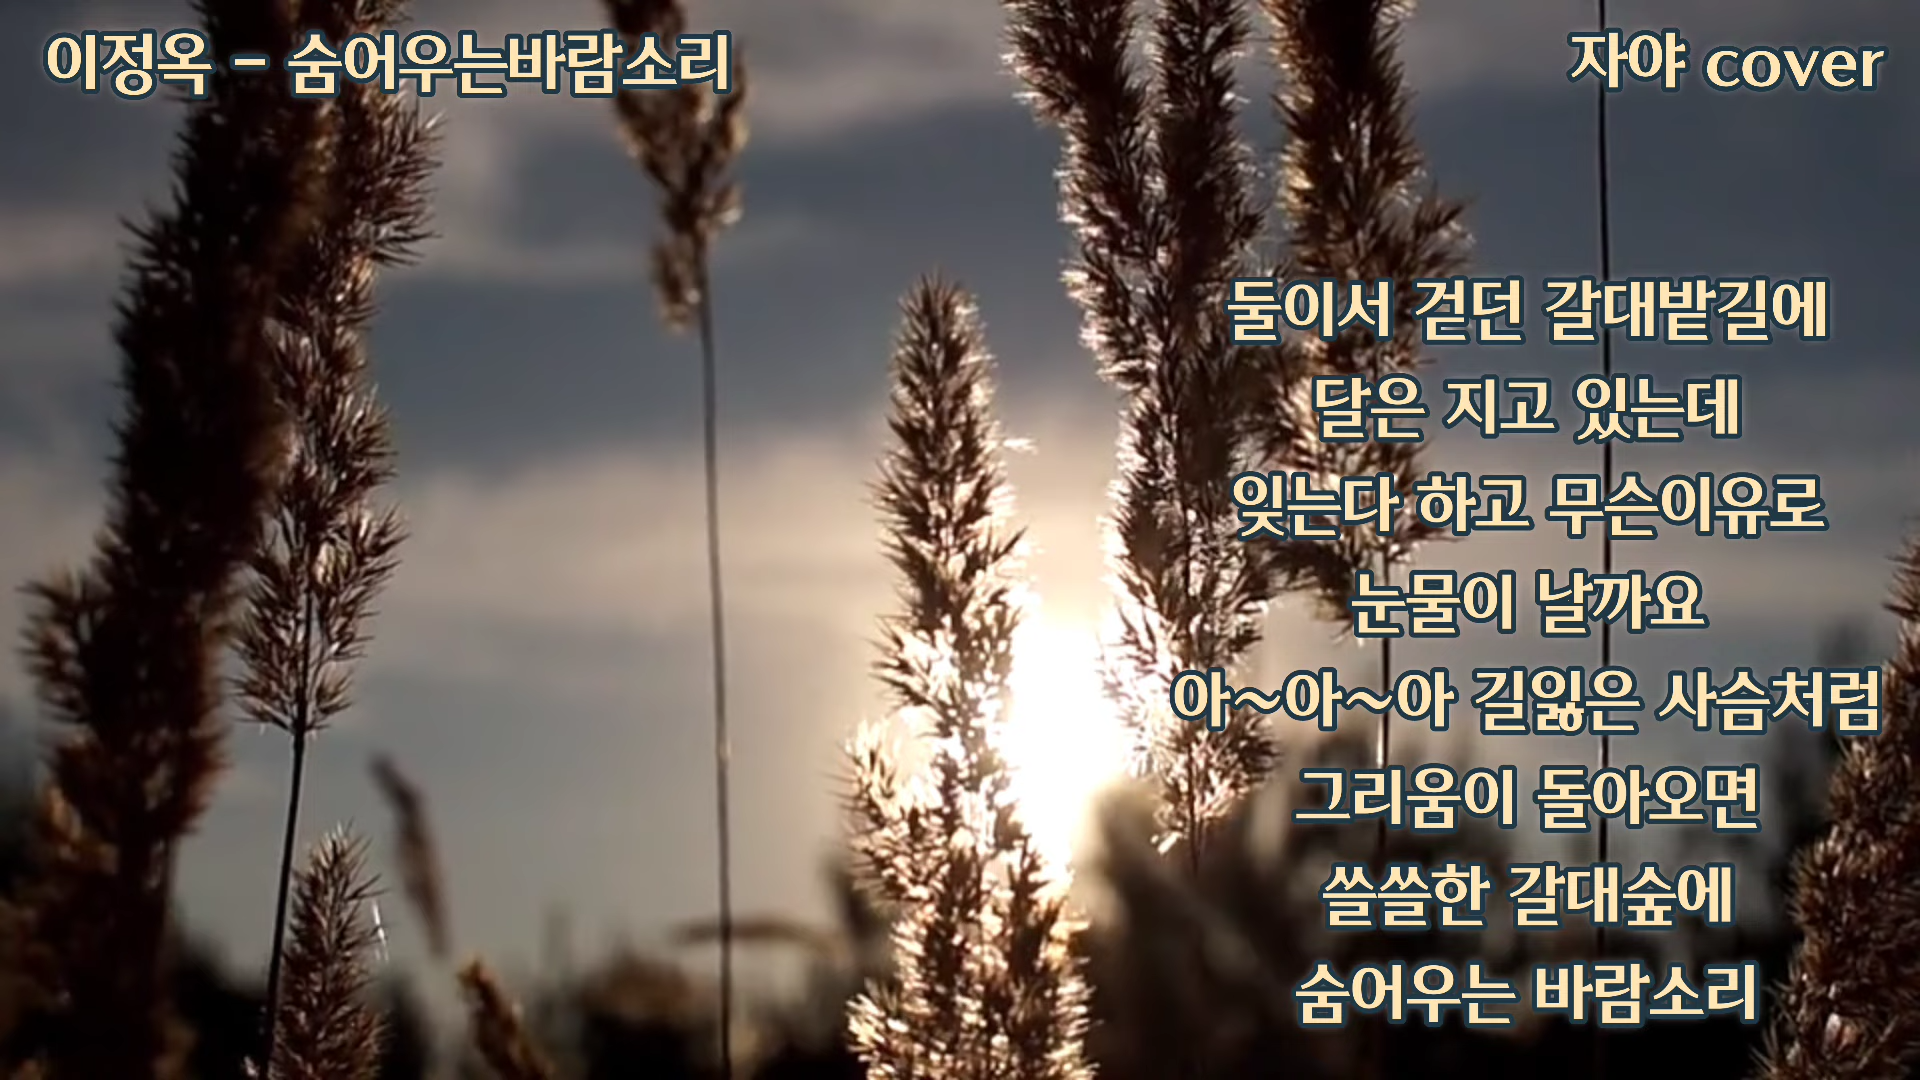 이정옥 - 숨어우는바람소리
자야 cover
둘이서 걷던 갈대밭길에
달은 지고 있는데
잊는다 하고 무슨이유로
눈물이 날까요
아~아~아 길잃은 사슴처럼
그리움이 돌아오면
쓸쓸한 갈대숲에
숨어우는 바람소리